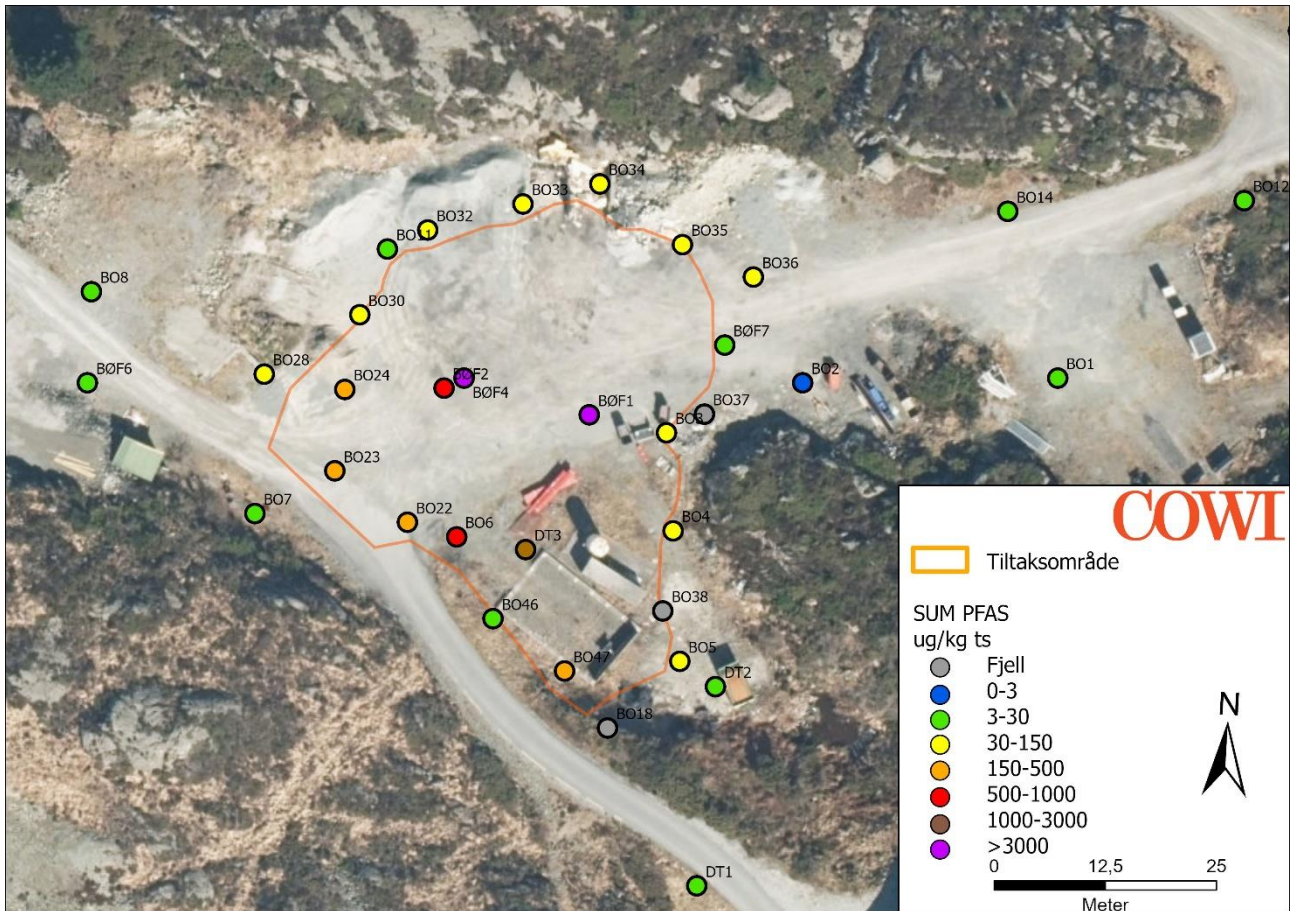 BO34
BO33
BO12
BO14
BO32
BO11
BO35
BO36
BO8
BO30
BØF7
BO28
BØF6
BO24
BØF2
BØF4
BO2
BO1
BØF1
BO37
BO3
BO23
BO7
BO22
BO6
BO4
DT3
BO38
BO46
BO5
BO47
DT2
BO18
DT1
COWI
Tiltaksområde
SUM PFAS
ug/kg ts
Fjell
0-3
3-30
30-150
150-500
500-1000
1000-3000
>3000
N
0 12,5 25
Meter